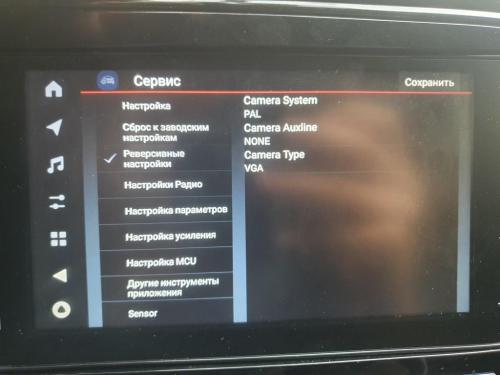 Сервис
Сохранить
Настройка
Сброс к заводским
настройкам
Реверсивные
настройки
Настройки Радио
Настройка параметров
Настройка усиления
Настройка MCU
Другие инструменты
приложения
Sensor
Camera System
PAL
Camera Auxline
NONE
Camera Type
VGA